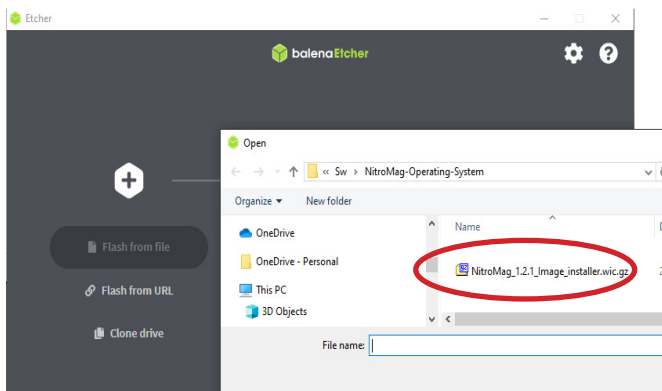 Etcher
balenaEtcher
Open
« Sw › NitroMag-Operating-System
Organize New folder
Name
OneDrive
OneDrive - Personal
This PC
3D Objects
NitroMag_1.2.1_Image_installer.wic.gz
Flash from file
Flash from URL
Clone drive
File name: